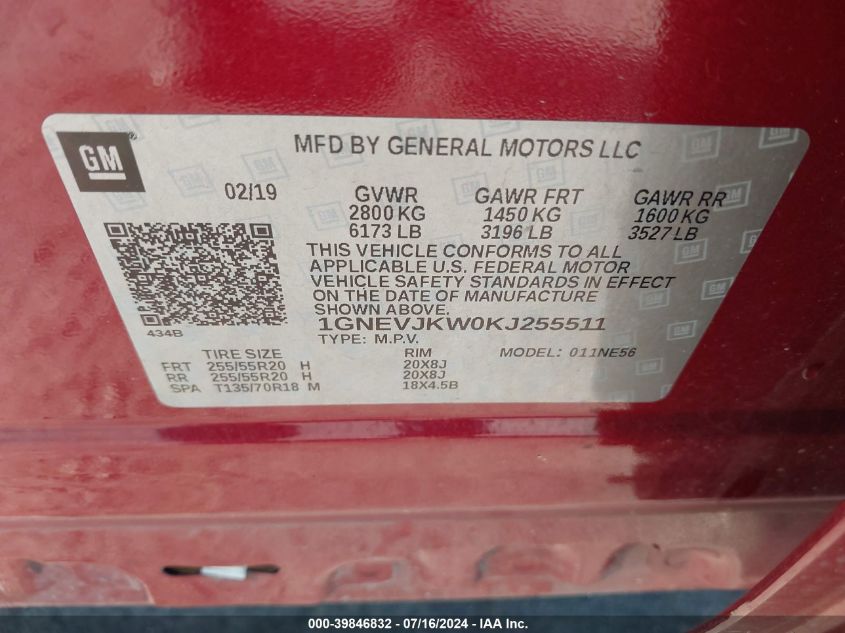 GM
MFD BY GENERAL MOTORS LLC
02/19 GVWR GAWR FRT GAWR RR
2800 KG 1450 KG 1600 KG
6173 LB 3196 LB 3527 LB
THIS VEHICLE CONFORMS TO ALL
APPLICABLE U.S. FEDERAL MOTOR
VEHICLE SAFETY STANDARDS IN EFFECT
ON THE DATE OF MANUFACTURE
SHOWN ABOVE.
434B 1GNEVJKW0KJ255511
TYPE: M.P.V. MODEL: 011NE56
TIRE SIZE RIM
FRT 255/55R20 H 20X8J
RR 255/55R20 H 20X8J
SPA T135/70R18 M 18X4.5B
000-39846832 / 07/16/2024 - IAA Inc.